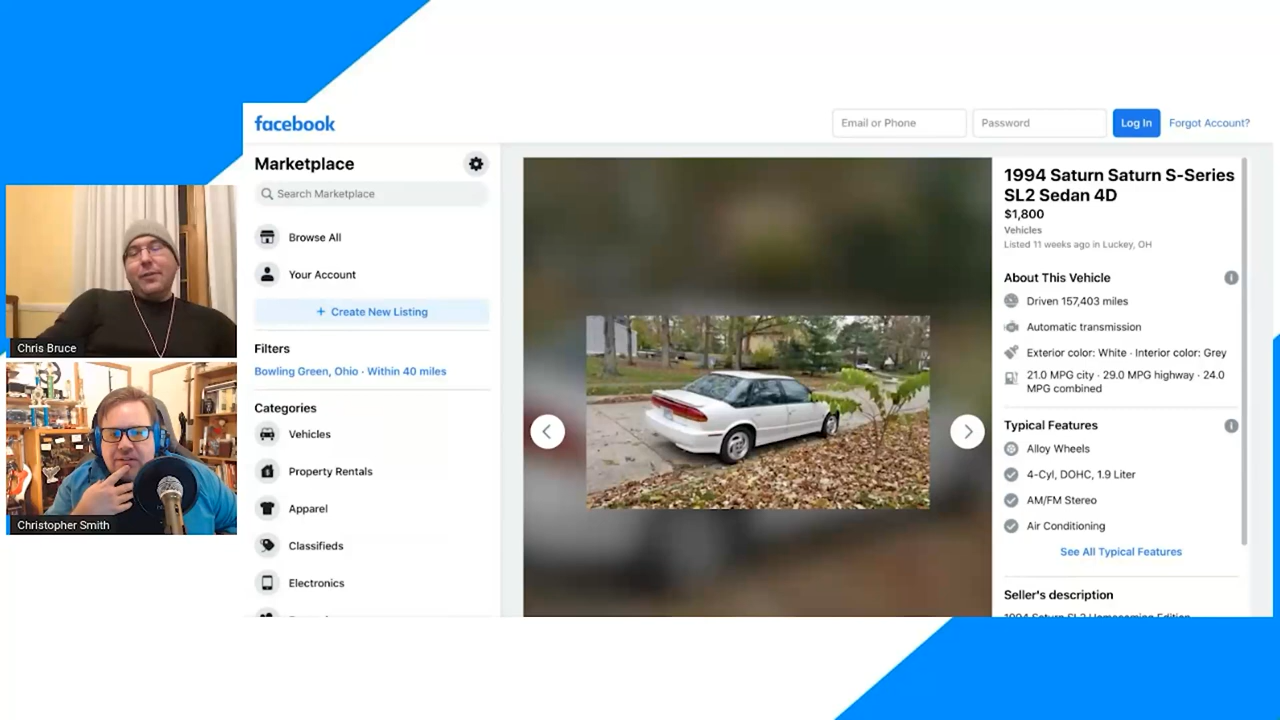 facebook
Email or Phone
Password
Log In
Forgot Account?
Marketplace
Search Marketplace
Browse All
Your Account
+ Create New Listing
Filters
Bowling Green, Ohio · Within 40 miles
Categories
Vehicles
Property Rentals
Apparel
Classifieds
Electronics
1994 Saturn Saturn S-Series
SL2 Sedan 4D
$1,800
Vehicles
Listed 11 weeks ago in Luckey, OH
About This Vehicle
Driven 157,403 miles
Automatic transmission
Exterior color: White · Interior color: Grey
21.0 MPG city · 29.0 MPG highway · 24.0
MPG combined
Typical Features
Alloy Wheels
4-Cyl, DOHC, 1.9 Liter
AM/FM Stereo
Air Conditioning
See All Typical Features
Seller's description
1994 Saturn SL2 Homecoming Edition
Chris Bruce
Christopher Smith